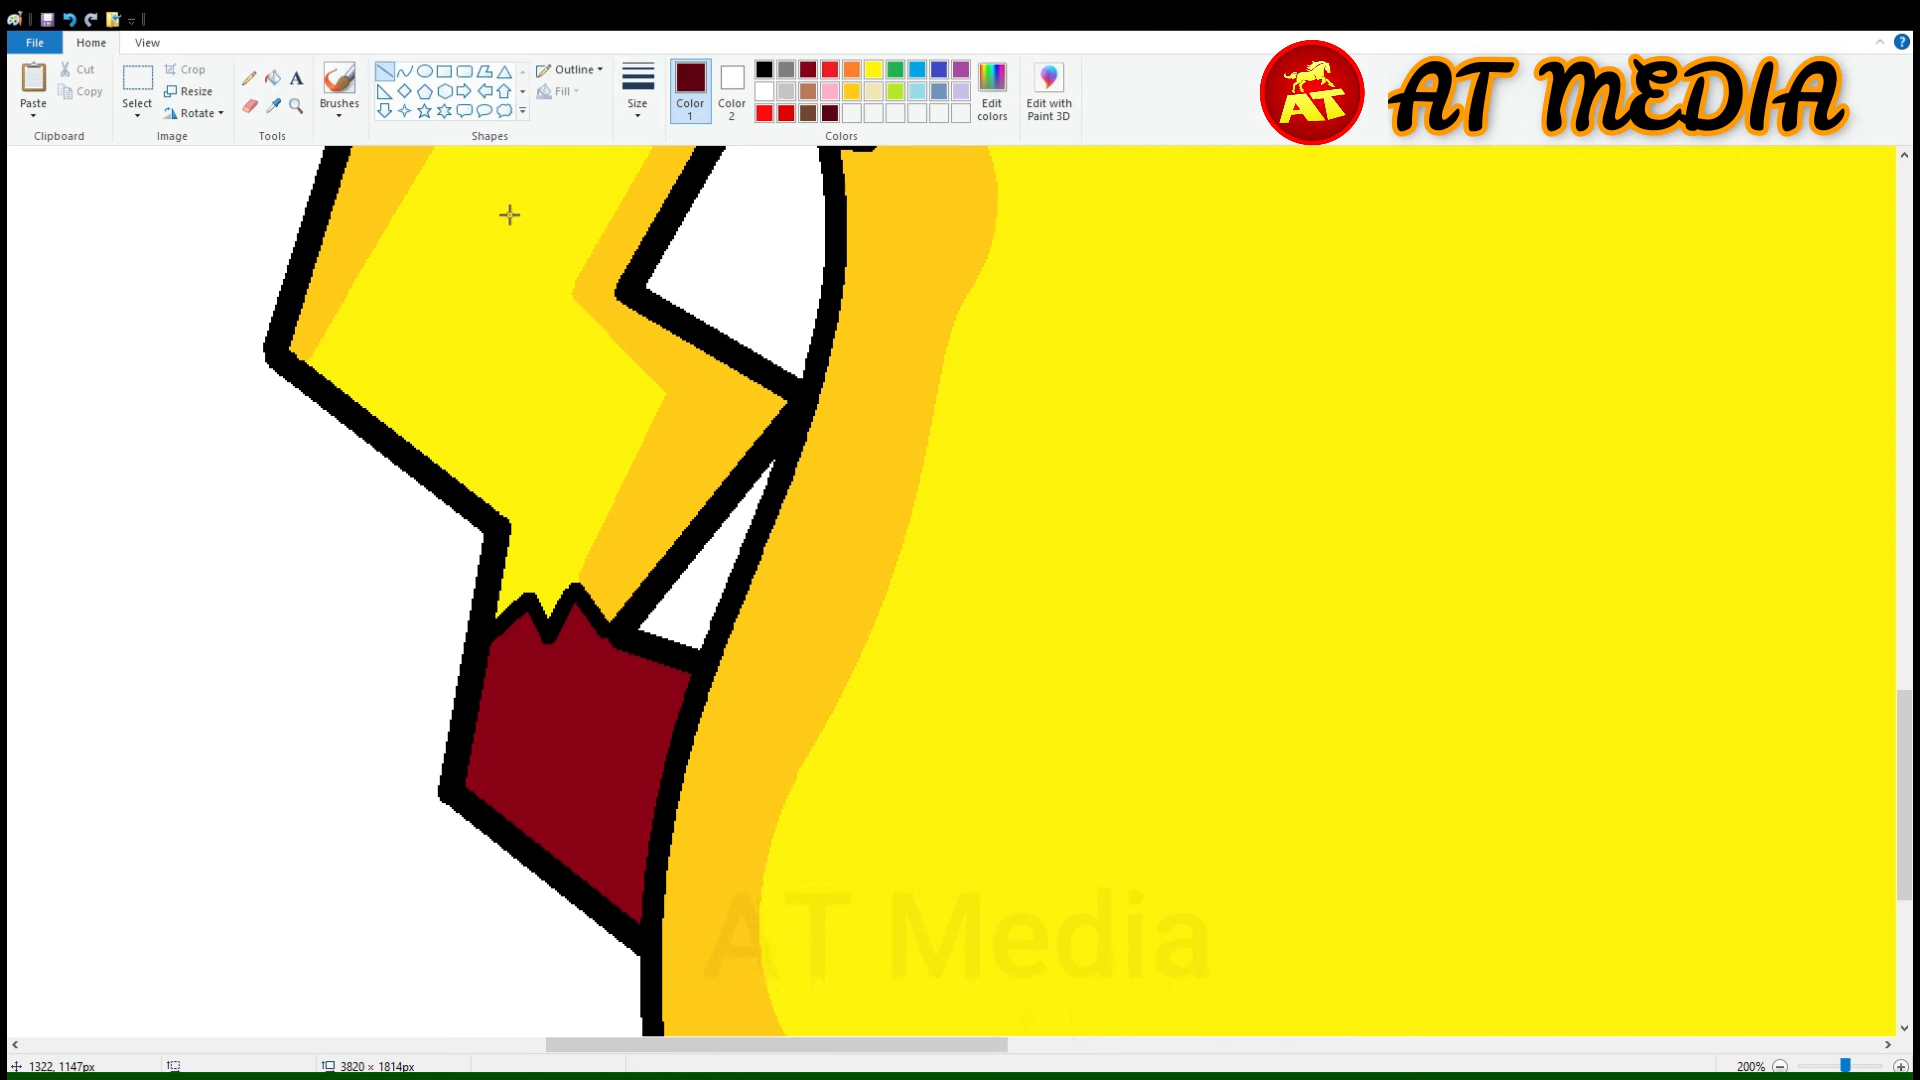 File Home View
AT AT MEDIA
Paste Cut Copy Select Crop Resize Rotate Brushes Outline Fill Size Color 1 Color 2 Edit colors Edit with Paint 3D
Clipboard Image Tools Shapes Colors
AT Media
1322, 1147px 3820 × 1814px 200%